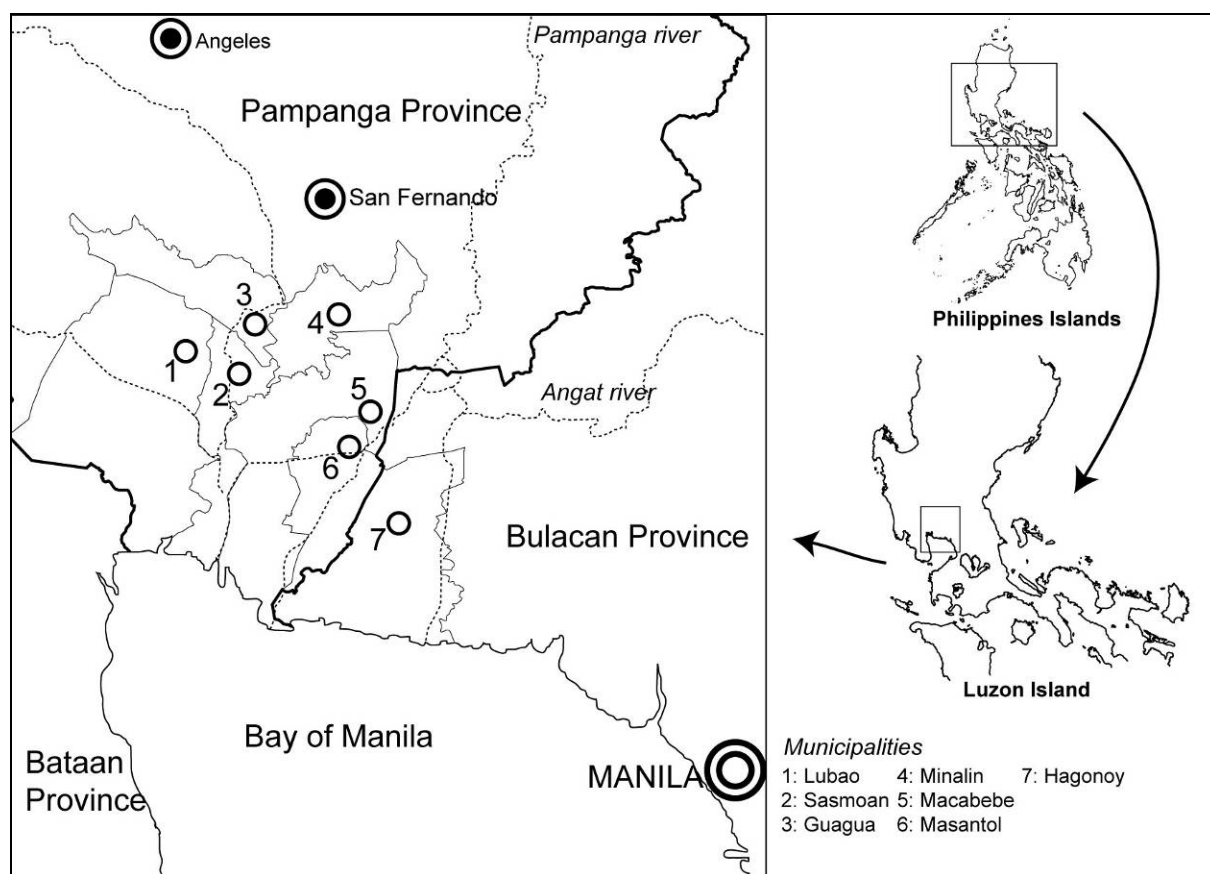 Angeles
Pampanga river
Pampanga Province
San Fernando
3
4
1
2
5
Angat river
6
7
Bulacan Province
Bay of Manila
Bataan
Province
MANILA
Philippines Islands
Luzon Island
Municipalities
1: Lubao 4: Minalin 7: Hagonoy
2: Sasmoan 5: Macabebe
3: Guagua 6: Masantol